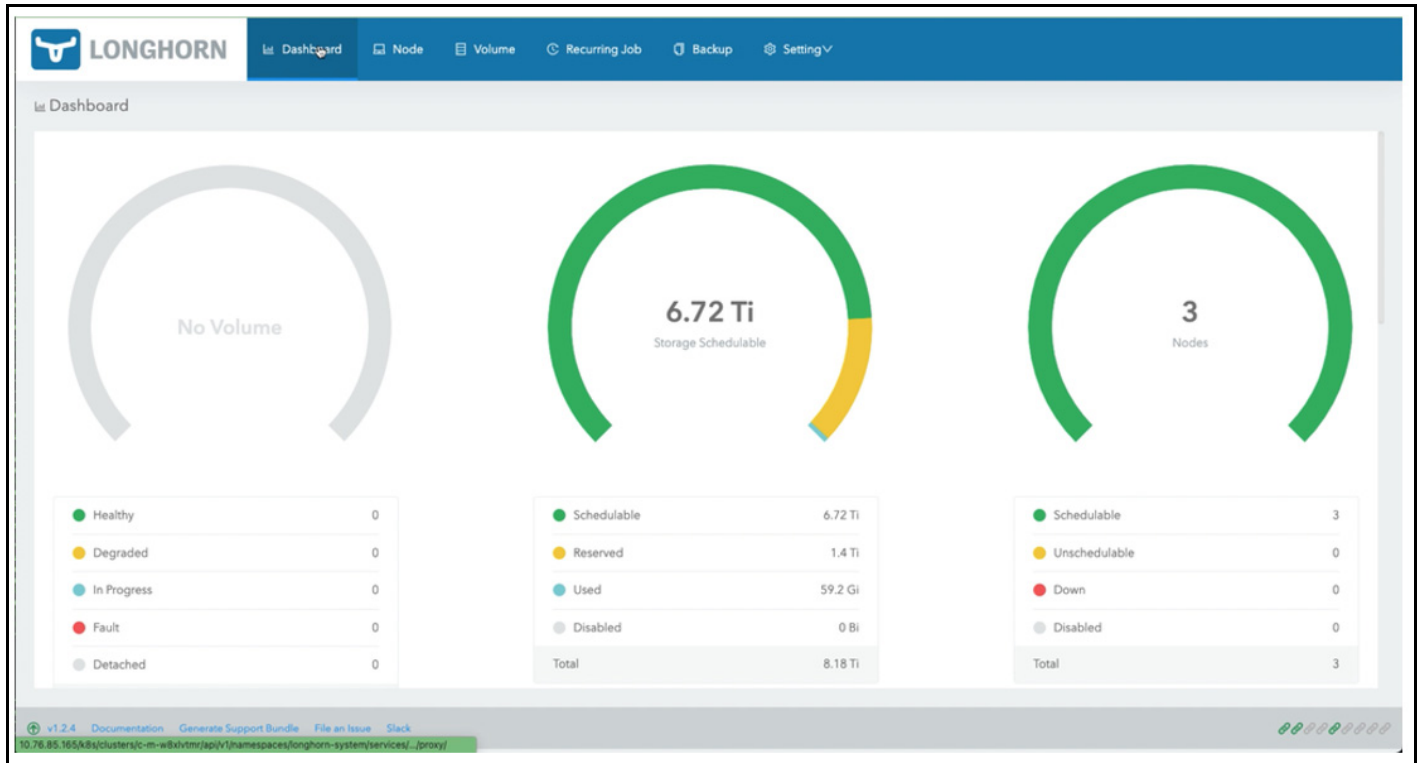 LONGHORN Dashboard Node Volume Recurring Job Backup Setting
Dashboard
No Volume
6.72 Ti
Storage Schedulable
3
Nodes
Healthy 0
Degraded 0
In Progress 0
Fault 0
Detached 0
Schedulable 6.72 Ti
Reserved 1.4 Ti
Used 59.2 Gi
Disabled 0 Bi
Total 8.18 Ti
Schedulable 3
Unschedulable 0
Down 0
Disabled 0
Total 3
v1.2.4 Documentation Generate Support Bundle File an Issue Slack
10.76.85.165/k8s/clusters/c-m-w8xlvtmr/api/v1/namespaces/longhorn-system/services/.../proxy/